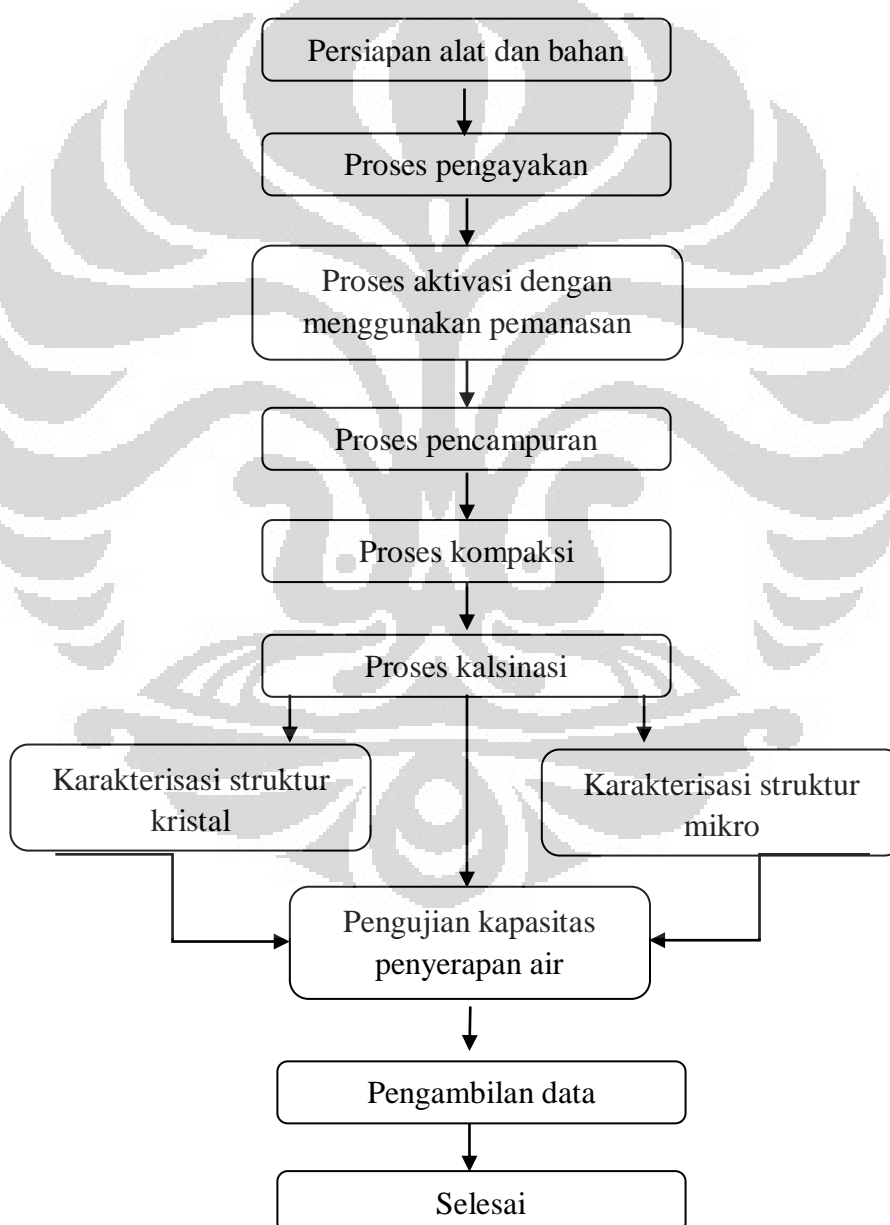 Persiapan alat dan bahan
Proses pengayakan
Proses aktivasi dengan
menggunakan pemanasan
Proses pencampuran
Proses kompaksi
Proses kalsinasi
Karakterisasi struktur
kristal
Karakterisasi struktur
mikro
Pengujian kapasitas
penyerapan air
Pengambilan data
Selesai